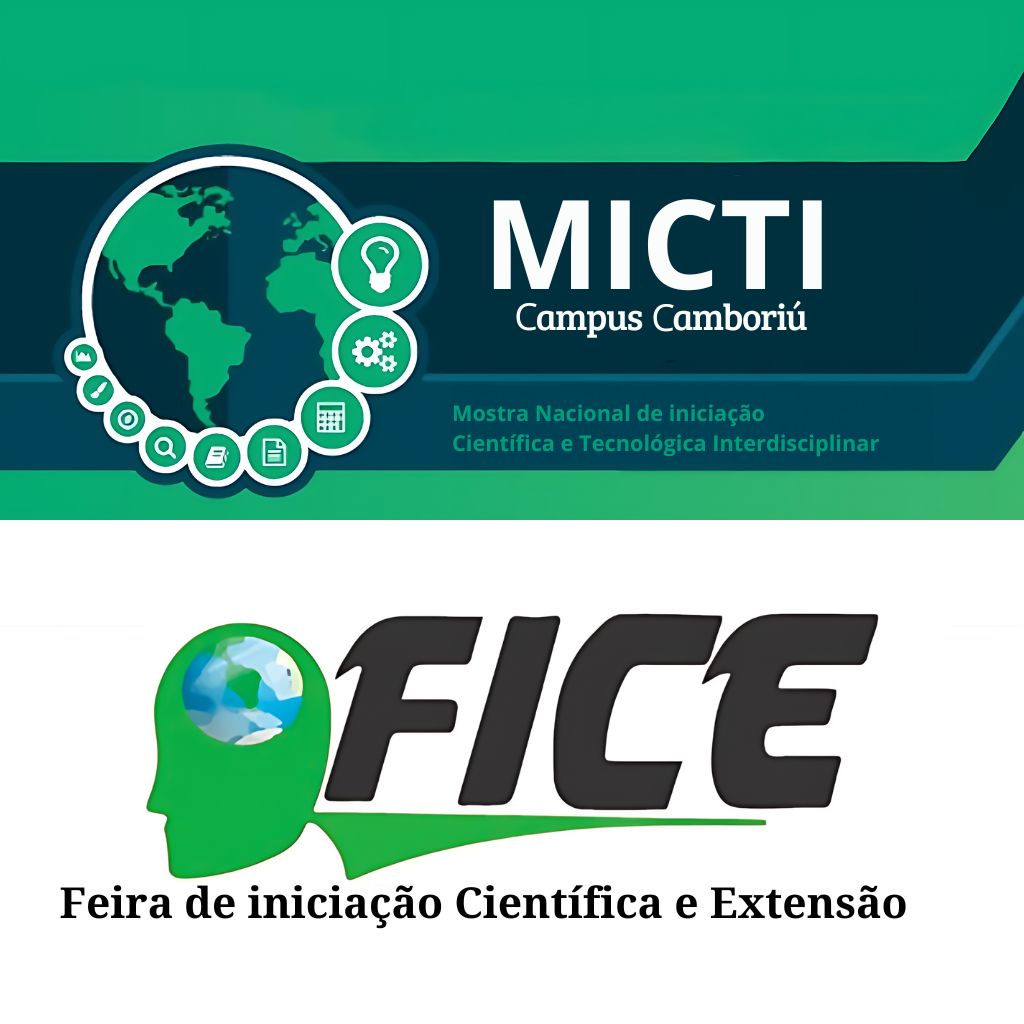 MICTI
Campus Camboriú
Mostra Nacional de iniciação
Científica e Tecnológica Interdisciplinar
FICE
Feira de iniciação Científica e Extensão